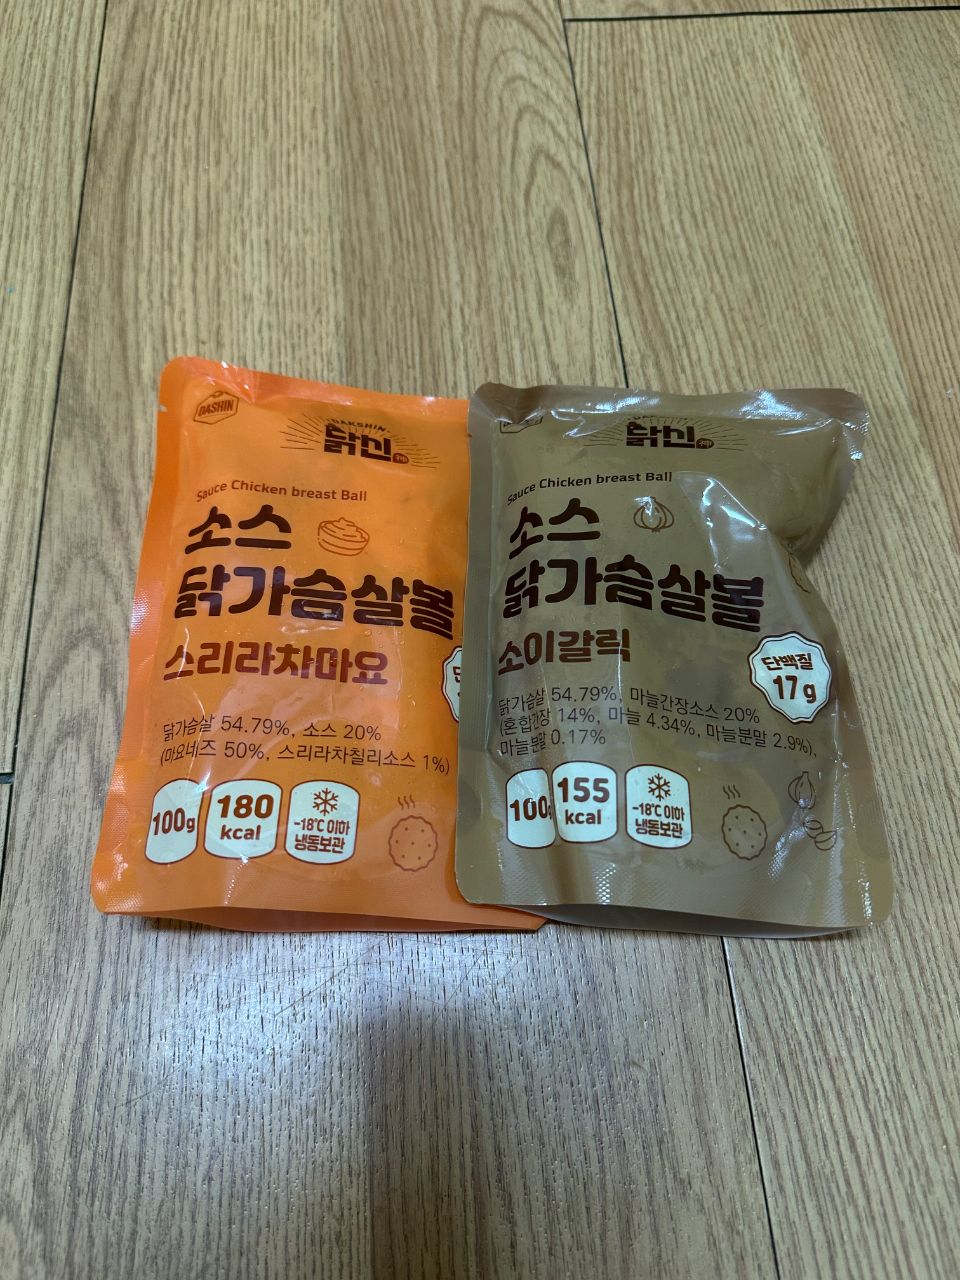 DASHIN
DAKSHIN
닭신 神
Sauce Chicken breast Ball
소스
닭가슴살볼
스리라차마요
닭가슴살 54.79%, 소스 20%
(마요네즈 50%, 스리라차칠리소스 1%)
100g
180
kcal
-18℃ 이하
냉동보관
닭신 神
Sauce Chicken breast Ball
소스
닭가슴살볼
소이갈릭
단백질
17g
닭가슴살 54.79%, 마늘간장소스 20%
(혼합간장 14%, 마늘 4.34%, 마늘분말 2.9%),
마늘분말 0.17%
100g
155
kcal
-18℃ 이하
냉동보관